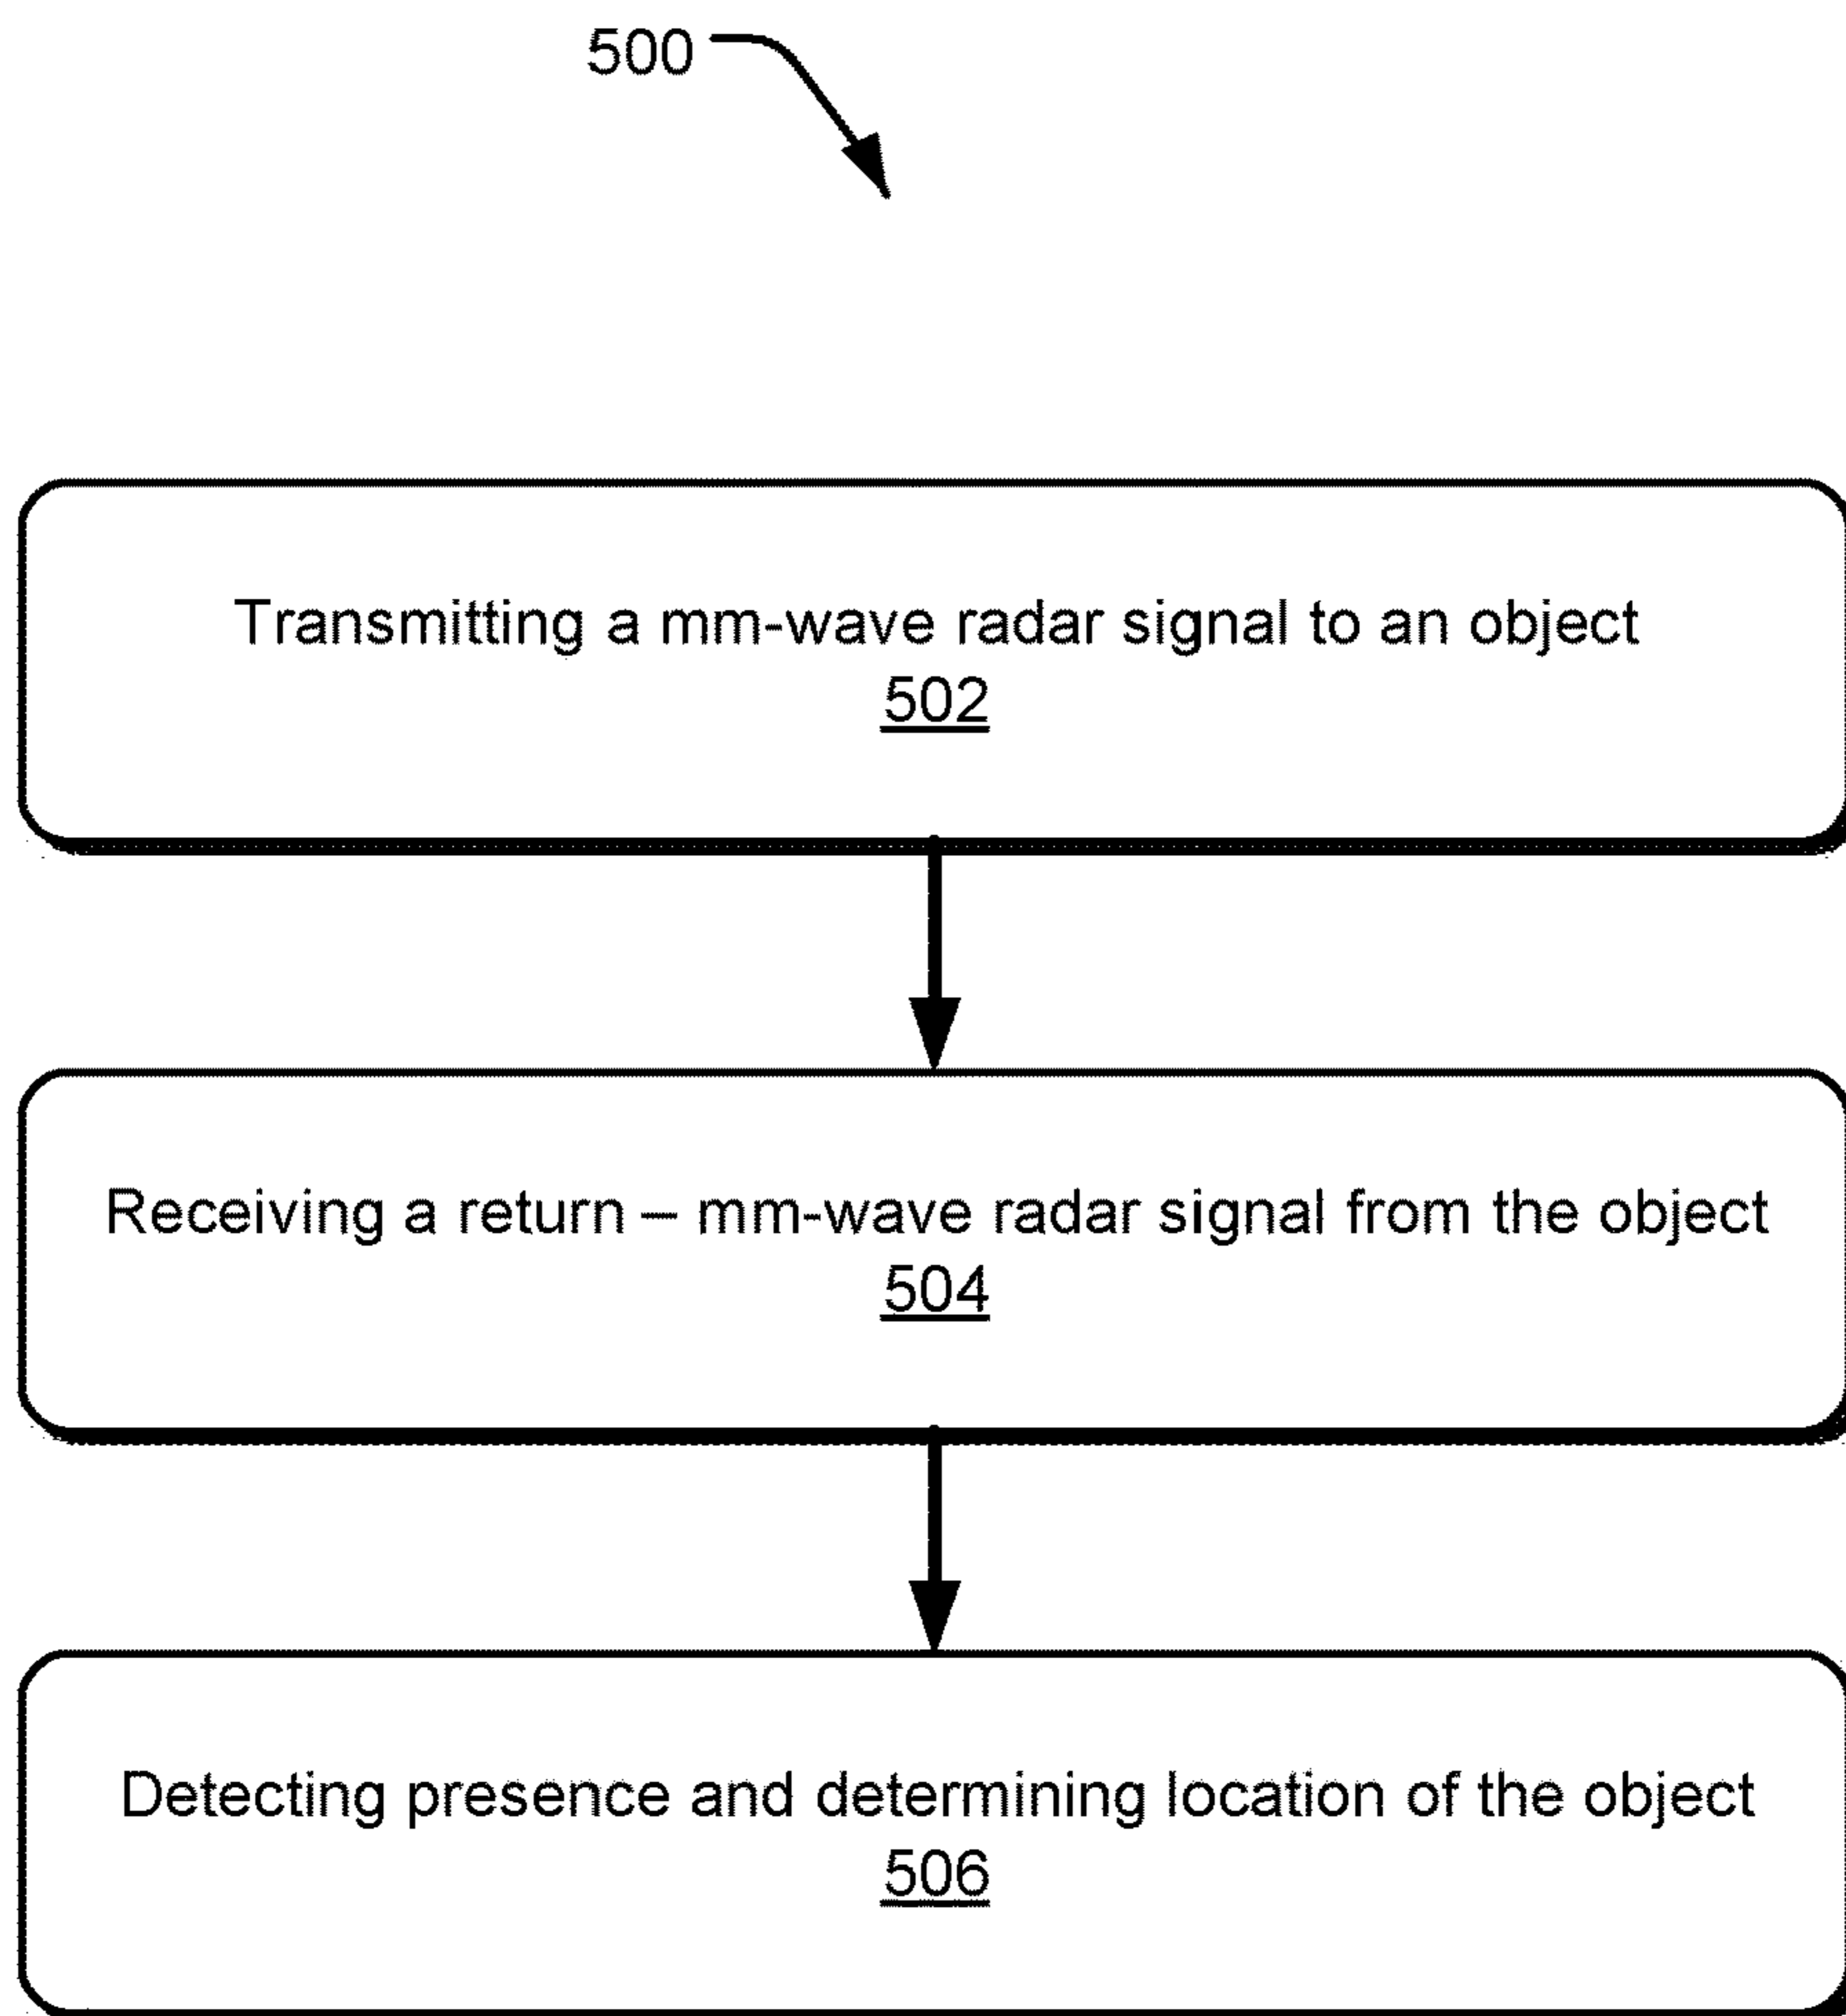 500
Transmitting a mm-wave radar signal to an object
502
Receiving a return – mm-wave radar signal from the object
504
Detecting presence and determining location of the object
506